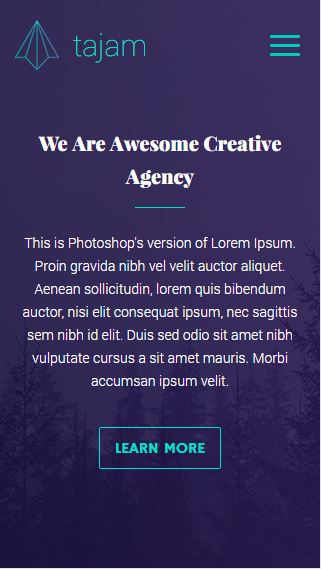 tajam
We Are Awesome Creative
Agency
This is Photoshop's version of Lorem Ipsum.
Proin gravida nibh vel velit auctor aliquet.
Aenean sollicitudin, lorem quis bibendum
auctor, nisi elit consequat ipsum, nec sagittis
sem nibh id elit. Duis sed odio sit amet nibh
vulputate cursus a sit amet mauris. Morbi
accumsan ipsum velit.
LEARN MORE